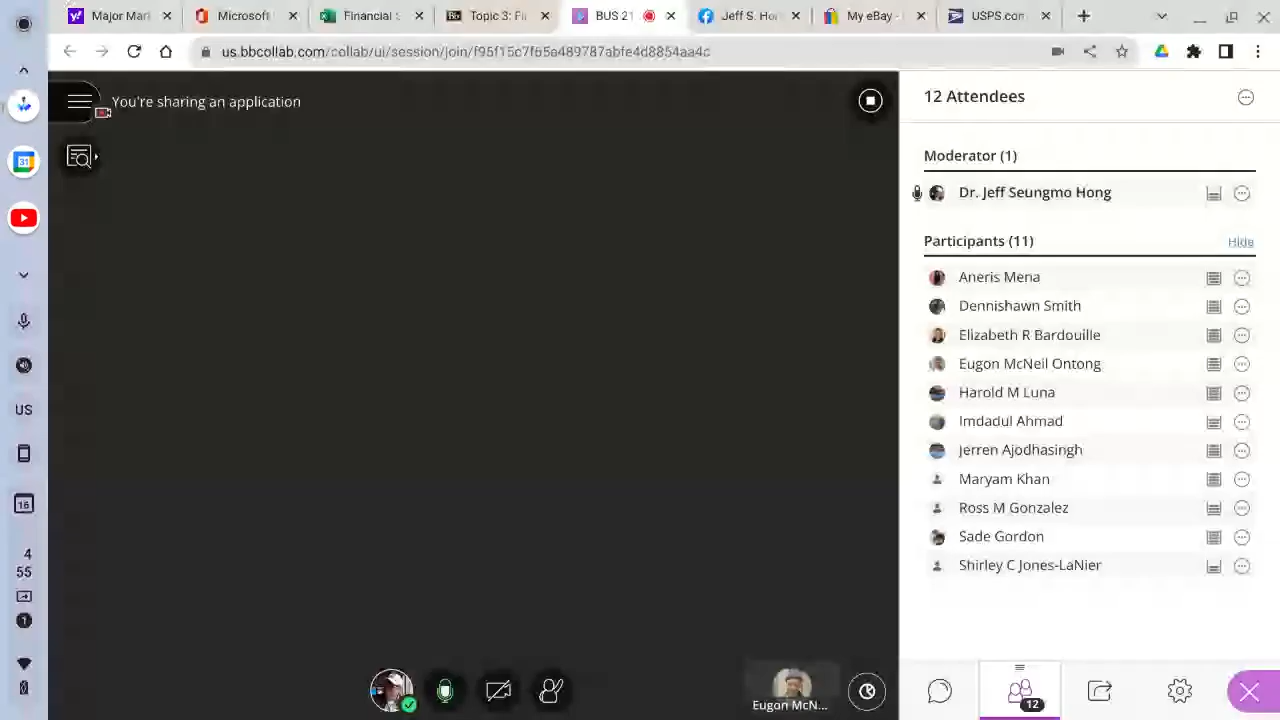 Major Mark
Microsoft
Financial S
Topic 3: Fi
BUS 21
Jeff S. Hon
My eBay -
USPS.com
us.bbcollab.com/collab/ui/session/join/f95f15c7f65e489787abfe4d8854aa4c
You're sharing an application
12 Attendees
Moderator (1)
Dr. Jeff Seungmo Hong
Participants (11)
Hide
Aneris Mena
Dennishawn Smith
Elizabeth R Bardouille
Eugon McNeil Ontong
Harold M Luna
Imdadul Ahmad
Jerren Ajodhasingh
Maryam Khan
Ross M Gonzalez
Sade Gordon
Shirley C Jones-LaNier
31
US
16
4
55
Eugon McN...
12